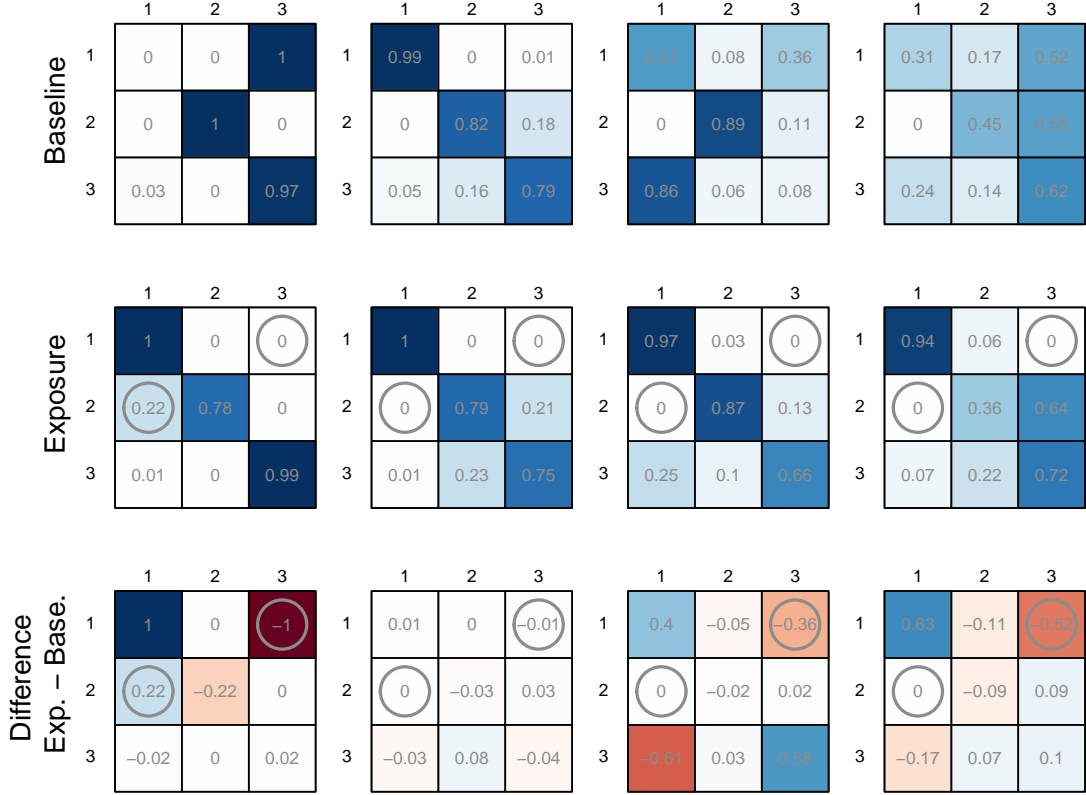 1 2 3 1 2 3 1 2 3 1 2 3
Baseline
1 0 0 1 1 0.99 0 0.01 1 0.57 0.08 0.36 1 0.31 0.17 0.52
2 0 1 0 2 0 0.82 0.18 2 0 0.89 0.11 2 0 0.45 0.55
3 0.03 0 0.97 3 0.05 0.16 0.79 3 0.86 0.06 0.08 3 0.24 0.14 0.62
1 2 3 1 2 3 1 2 3 1 2 3
Exposure
1 1 0 0 1 1 0 0 1 0.97 0.03 0 1 0.94 0.06 0
2 0.22 0.78 0 2 0 0.79 0.21 2 0 0.87 0.13 2 0 0.36 0.64
3 0.01 0 0.99 3 0.01 0.23 0.75 3 0.25 0.1 0.66 3 0.07 0.22 0.72
1 2 3 1 2 3 1 2 3 1 2 3
Difference
Exp. − Base.
1 1 0 −1 1 0.01 0 −0.01 1 0.4 −0.05 −0.36 1 0.63 −0.11 −0.52
2 0.22 −0.22 0 2 0 −0.03 0.03 2 0 −0.02 0.02 2 0 −0.09 0.09
3 −0.02 0 0.02 3 −0.03 0.08 −0.04 3 −0.61 0.03 0.58 3 −0.17 0.07 0.1